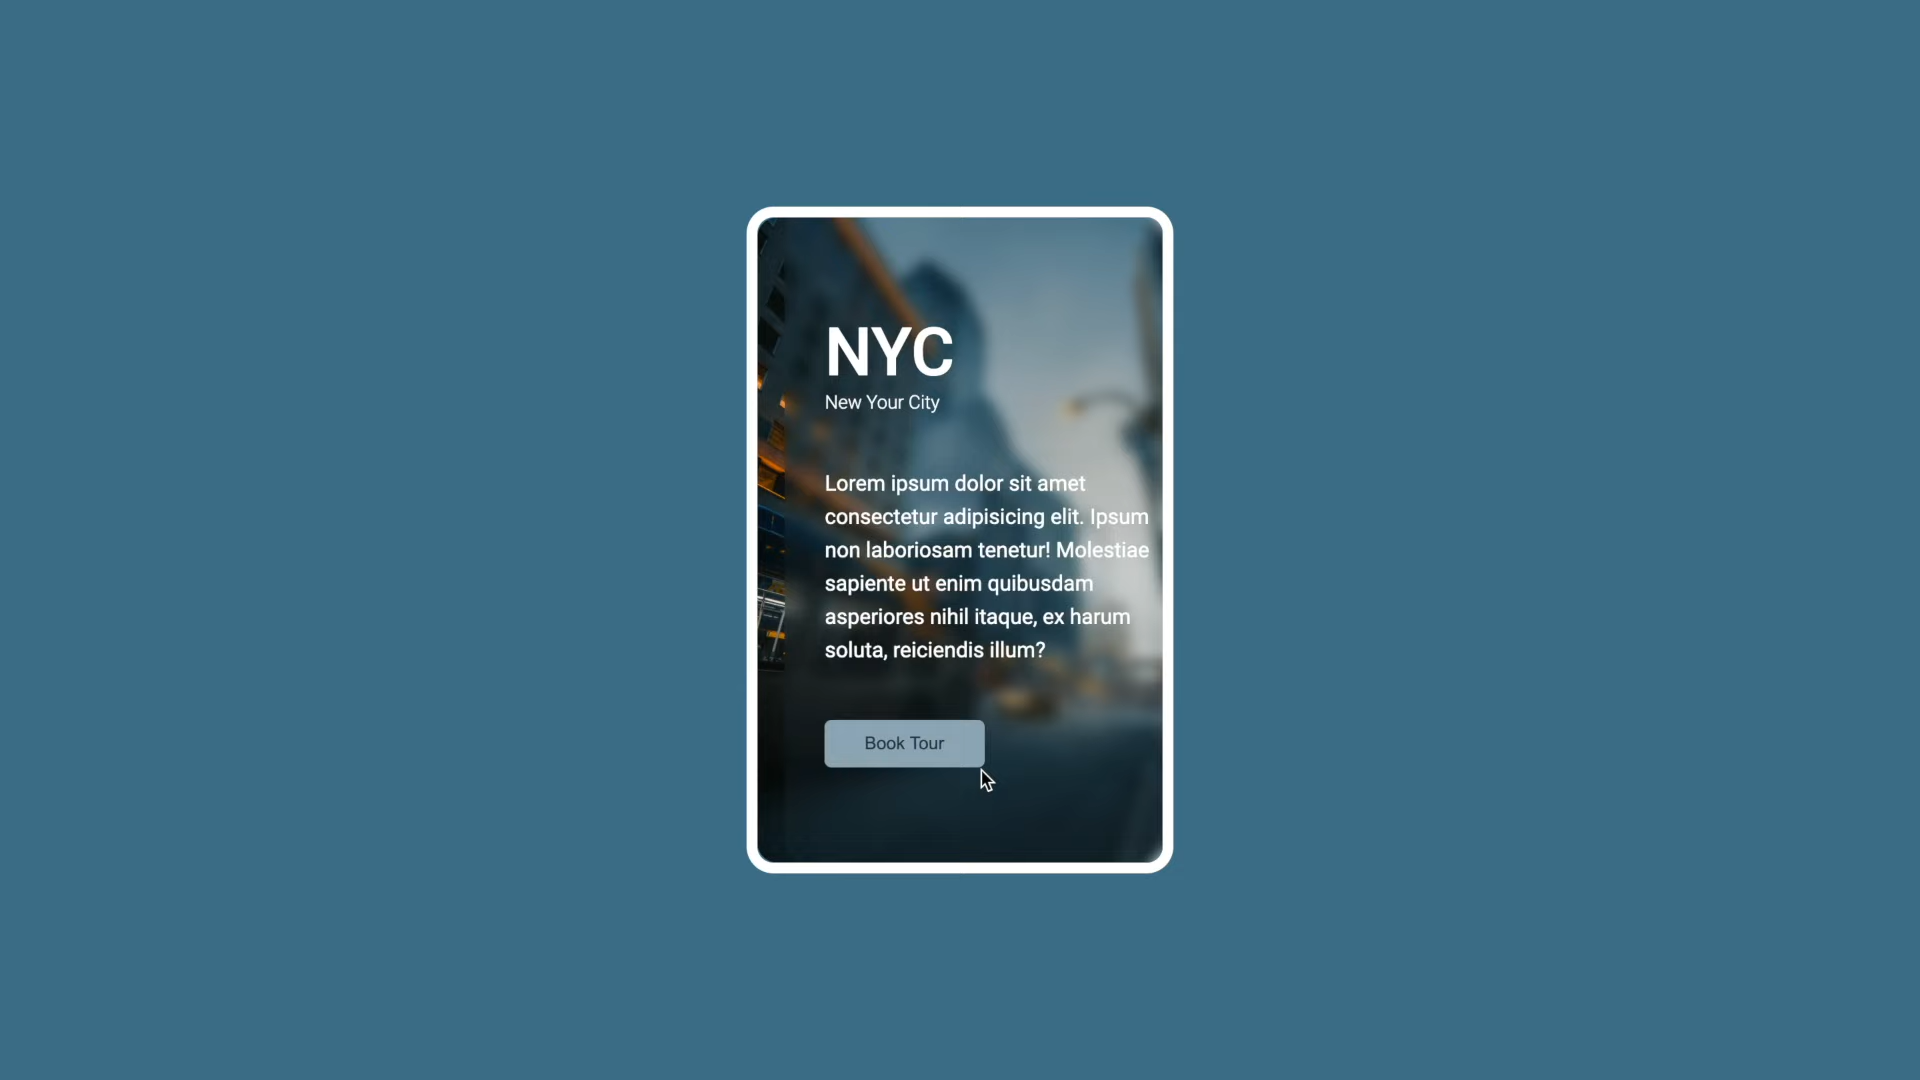 NYC
New Your City
Lorem ipsum dolor sit amet
consectetur adipisicing elit. Ipsum
non laboriosam tenetur! Molestiae
sapiente ut enim quibusdam
asperiores nihil itaque, ex harum
soluta, reiciendis illum?
Book Tour